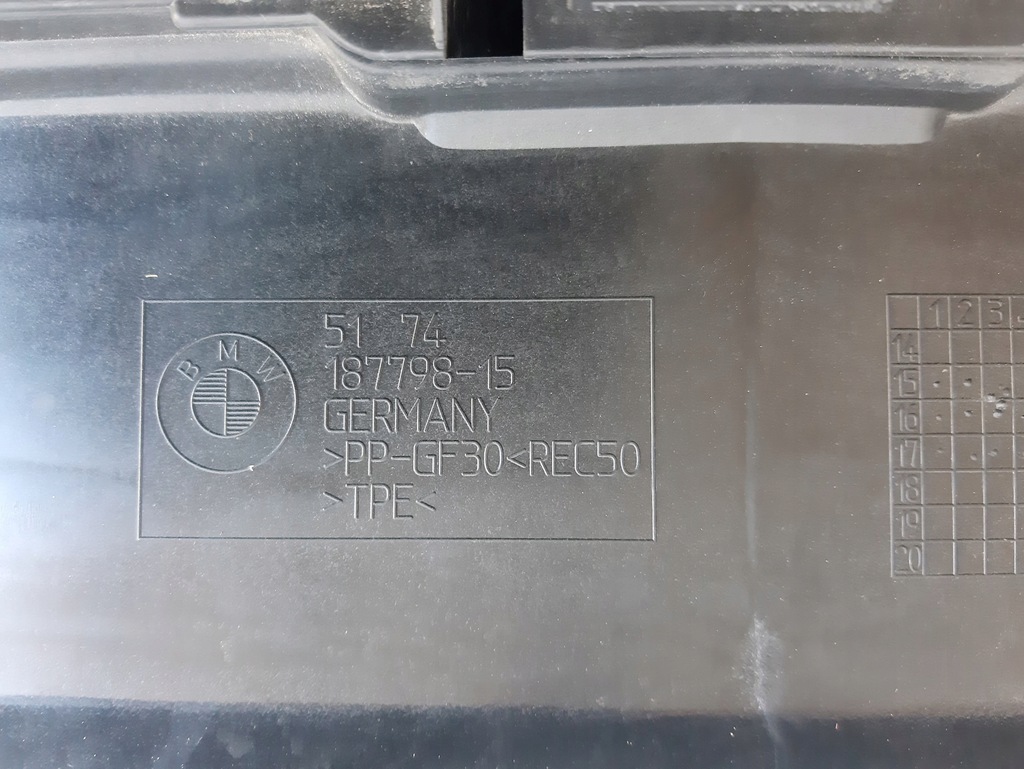 BMW
51 74
187798-15
GERMANY
>PP-GF30<REC50
>TPE<
1 2 3
14
15
16
17
18
19
20